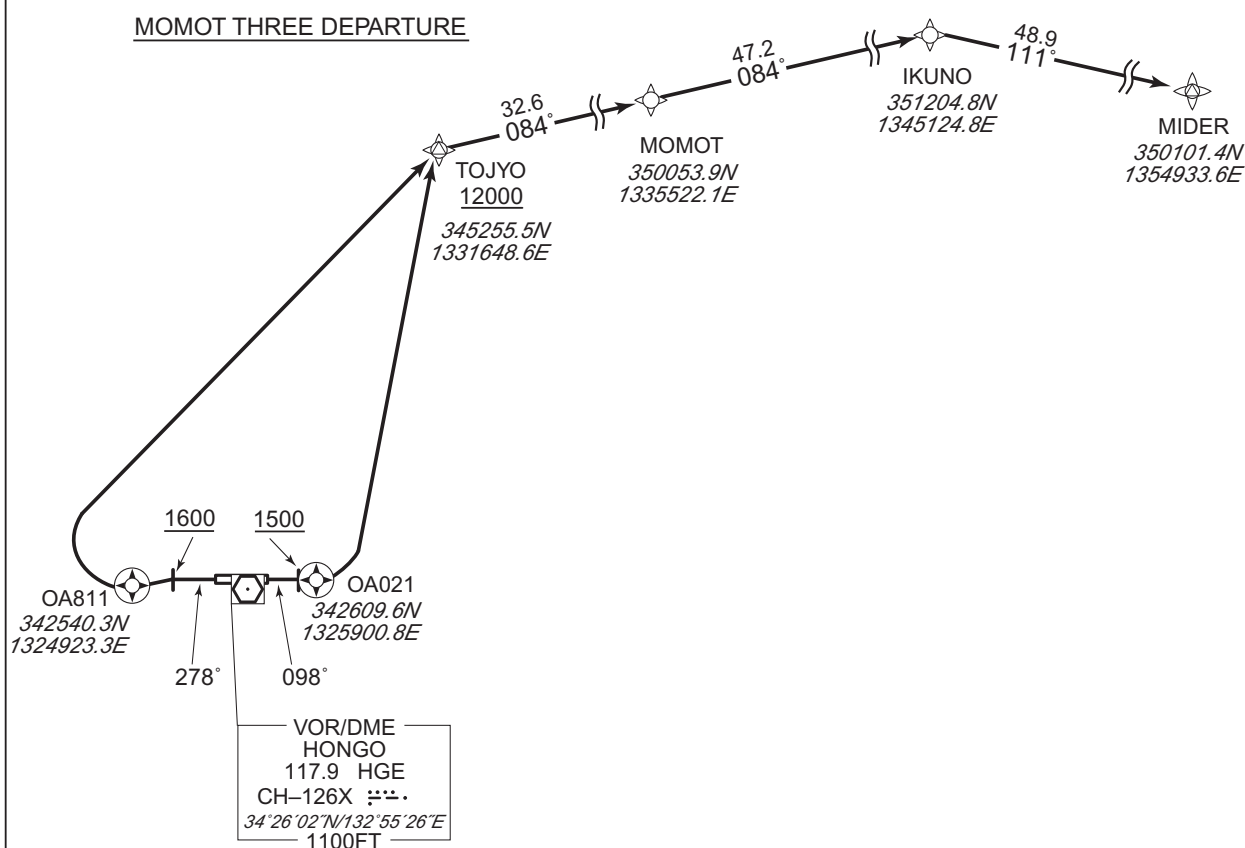 MOMOT THREE DEPARTURE
32.6
084°
47.2
084°
48.9
111°
TOJYO
12000
345255.5N
1331648.6E
MOMOT
350053.9N
1335522.1E
IKUNO
351204.8N
1345124.8E
MIDER
350101.4N
1354933.6E
1600
1500
OA811
342540.3N
1324923.3E
OA021
342609.6N
1325900.8E
278°
098°
VOR/DME
HONGO
117.9 HGE
CH–126X
34°26′02″N/132°55′26″E
1100FT